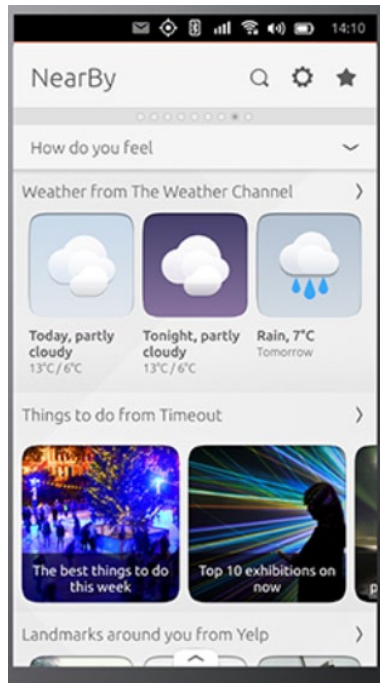 14:10
NearBy
How do you feel
Weather from The Weather Channel
Today, partly
cloudy
13°C / 6°C
Tonight, partly
cloudy
13°C / 6°C
Rain, 7°C
Tomorrow
Things to do from Timeout
The best things to do
this week
Top 10 exhibitions on
now
p
Landmarks around you from Yelp